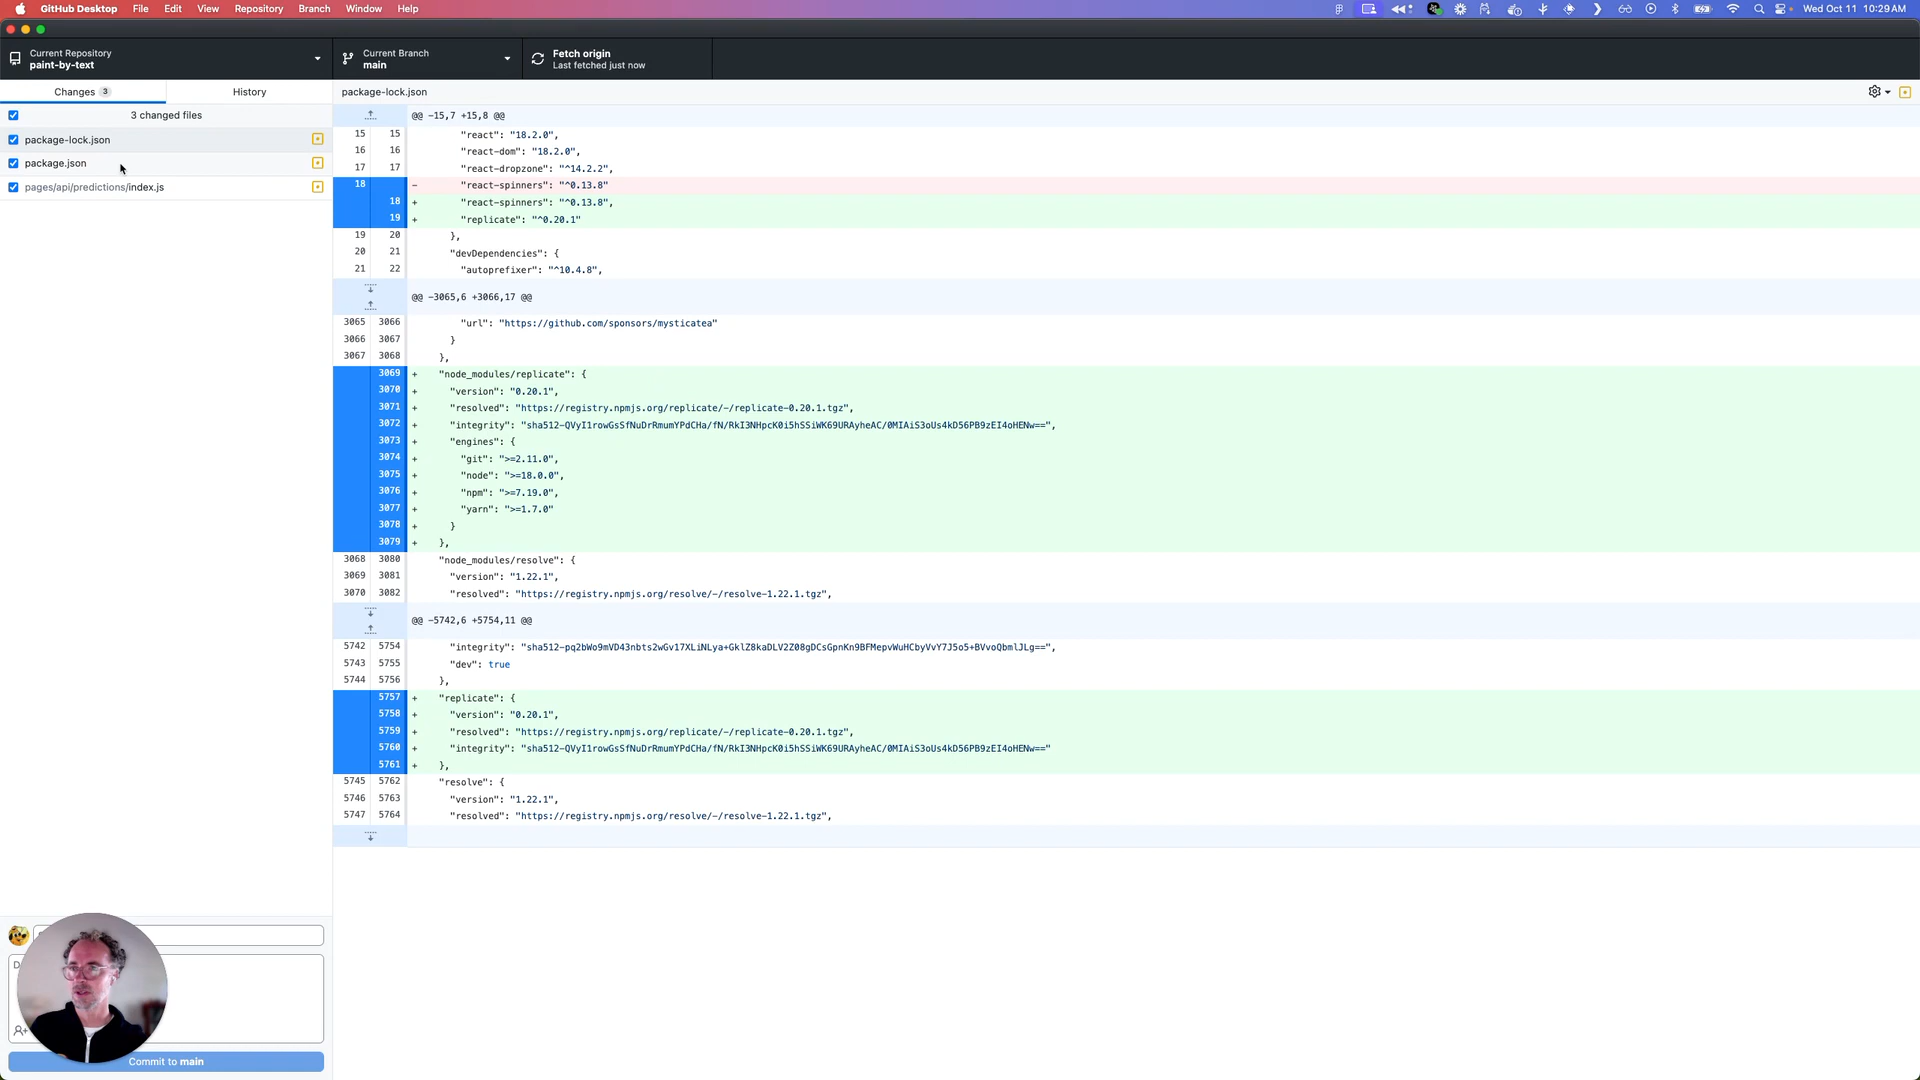 GitHub Desktop File Edit View Repository Branch Window Help
Wed Oct 11 10:29 AM
Current Repository
paint-by-text
Current Branch
main
Fetch origin
Last fetched just now
Changes 3
History
package-lock.json
3 changed files
package-lock.json
package.json
pages/api/predictions/index.js
@@ -15,7 +15,8 @@
15 15 "react": "18.2.0",
16 16 "react-dom": "18.2.0",
17 17 "react-dropzone": "^14.2.2",
18 - "react-spinners": "^0.13.8"
18 + "react-spinners": "^0.13.8",
19 + "replicate": "^0.20.1"
19 20 },
20 21 "devDependencies": {
21 22 "autoprefixer": "^10.4.8",
@@ -3065,6 +3066,17 @@
3065 3066 "url": "https://github.com/sponsors/mysticatea"
3066 3067 }
3067 3068 },
3069 + "node_modules/replicate": {
3070 + "version": "0.20.1",
3071 + "resolved": "https://registry.npmjs.org/replicate/-/replicate-0.20.1.tgz",
3072 + "integrity": "sha512-QVyI1rowGsSfNuDrRmumYPdCHa/fN/RkI3NHpcK0i5hSSiWK69URAyheAC/0MIAiS3oUs4kD56PB9zEI4oHENw==",
3073 + "engines": {
3074 + "git": ">=2.11.0",
3075 + "node": ">=18.0.0",
3076 + "npm": ">=7.19.0",
3077 + "yarn": ">=1.7.0"
3078 + }
3079 + },
3068 3080 "node_modules/resolve": {
3069 3081 "version": "1.22.1",
3070 3082 "resolved": "https://registry.npmjs.org/resolve/-/resolve-1.22.1.tgz",
@@ -5742,6 +5754,11 @@
5742 5754 "integrity": "sha512-pq2bWo9mVD43nbts2wGv17XLiNLya+GklZ8kaDLV2Z08gDCsGpnKn9BFMepvWuHCbyVvY7J5o5+BVvoQbmlJLg==",
5743 5755 "dev": true
5744 5756 },
5757 + "replicate": {
5758 + "version": "0.20.1",
5759 + "resolved": "https://registry.npmjs.org/replicate/-/replicate-0.20.1.tgz",
5760 + "integrity": "sha512-QVyI1rowGsSfNuDrRmumYPdCHa/fN/RkI3NHpcK0i5hSSiWK69URAyheAC/0MIAiS3oUs4kD56PB9zEI4oHENw=="
5761 + },
5745 5762 "resolve": {
5746 5763 "version": "1.22.1",
5747 5764 "resolved": "https://registry.npmjs.org/resolve/-/resolve-1.22.1.tgz",
Commit to main